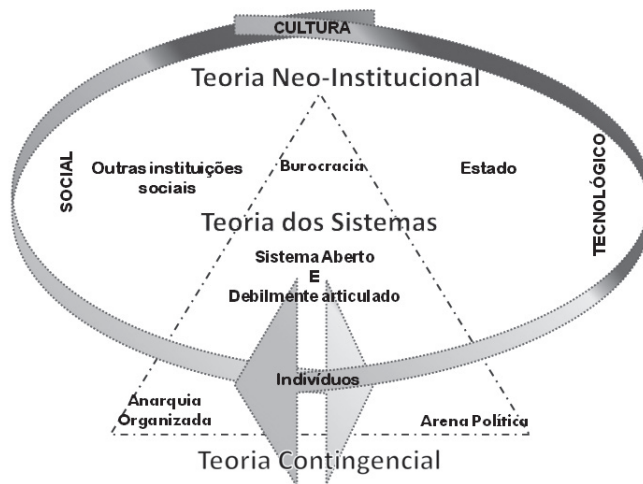 CULTURA
Teoria Neo-Institucional
SOCIAL
Outras instituições
sociais
Burocracia
Estado
TECNOLÓGICO
Teoria dos Sistemas
Sistema Aberto
E
Debilmente articulado
Indivíduos
Anarquia
Organizada
Arena Política
Teoria Contingencial